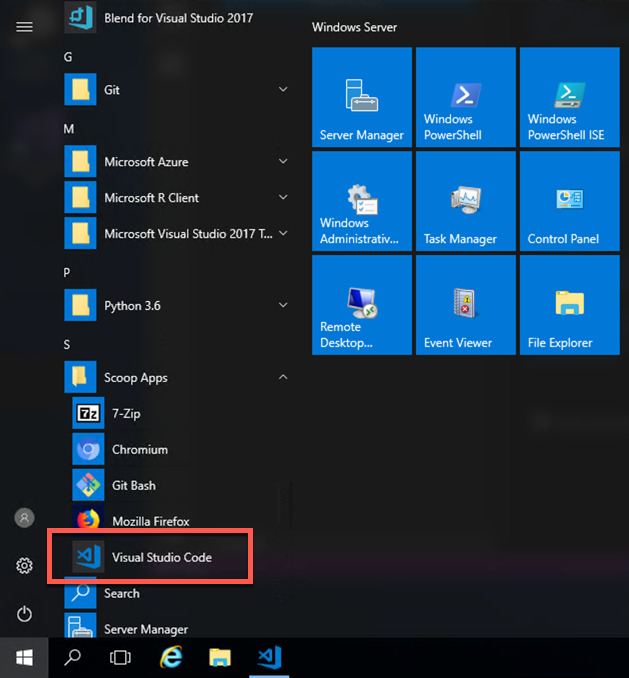 Blend for Visual Studio 2017
G
Git
M
Microsoft Azure
Microsoft R Client
Microsoft Visual Studio 2017 T...
P
Python 3.6
S
Scoop Apps
7z
7-Zip
Chromium
Git Bash
Mozilla Firefox
Visual Studio Code
Search
Server Manager
Windows Server
Server Manager
Windows
PowerShell
Windows
PowerShell ISE
Windows
Administrativ...
Task Manager
Control Panel
Remote
Desktop...
Event Viewer
File Explorer